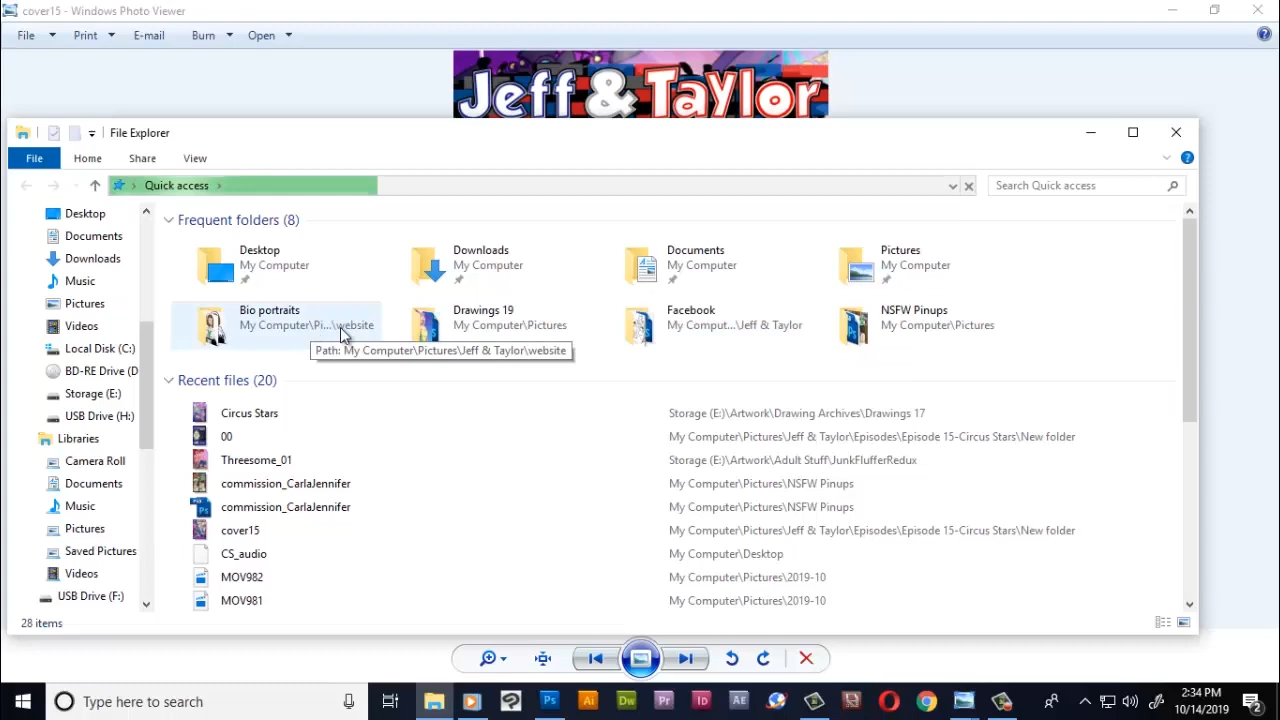 cover15 - Windows Photo Viewer
File Print E-mail Burn Open
Jeff & Taylor
File Explorer
File Home Share View
Quick access
Search Quick access
Desktop
Documents
Downloads
Music
Pictures
Videos
Local Disk (C:)
BD-RE Drive (D
Storage (E:)
USB Drive (H:)
Libraries
Camera Roll
Documents
Music
Pictures
Saved Pictures
Videos
USB Drive (F:)
Frequent folders (8)
Desktop
My Computer
Downloads
My Computer
Documents
My Computer
Pictures
My Computer
Bio portraits
My Computer\Pi...\website
Drawings 19
My Computer\Pictures
Facebook
My Comput...\Jeff & Taylor
NSFW Pinups
My Computer\Pictures
Path: My Computer\Pictures\Jeff & Taylor\website
Recent files (20)
Circus Stars Storage (E:)\Artwork\Drawing Archives\Drawings 17
00 My Computer\Pictures\Jeff & Taylor\Episodes\Episode 15-Circus Stars\New folder
Threesome_01 Storage (E:)\Artwork\Adult Stuff\JunkFlufferRedux
commission_CarlaJennifer My Computer\Pictures\NSFW Pinups
commission_CarlaJennifer My Computer\Pictures\NSFW Pinups
cover15 My Computer\Pictures\Jeff & Taylor\Episodes\Episode 15-Circus Stars\New folder
CS_audio My Computer\Desktop
MOV982 My Computer\Pictures\2019-10
MOV981 My Computer\Pictures\2019-10
28 items
Type here to search
Ps Ai Dw Pr Id AE
2:34 PM
10/14/2019
2